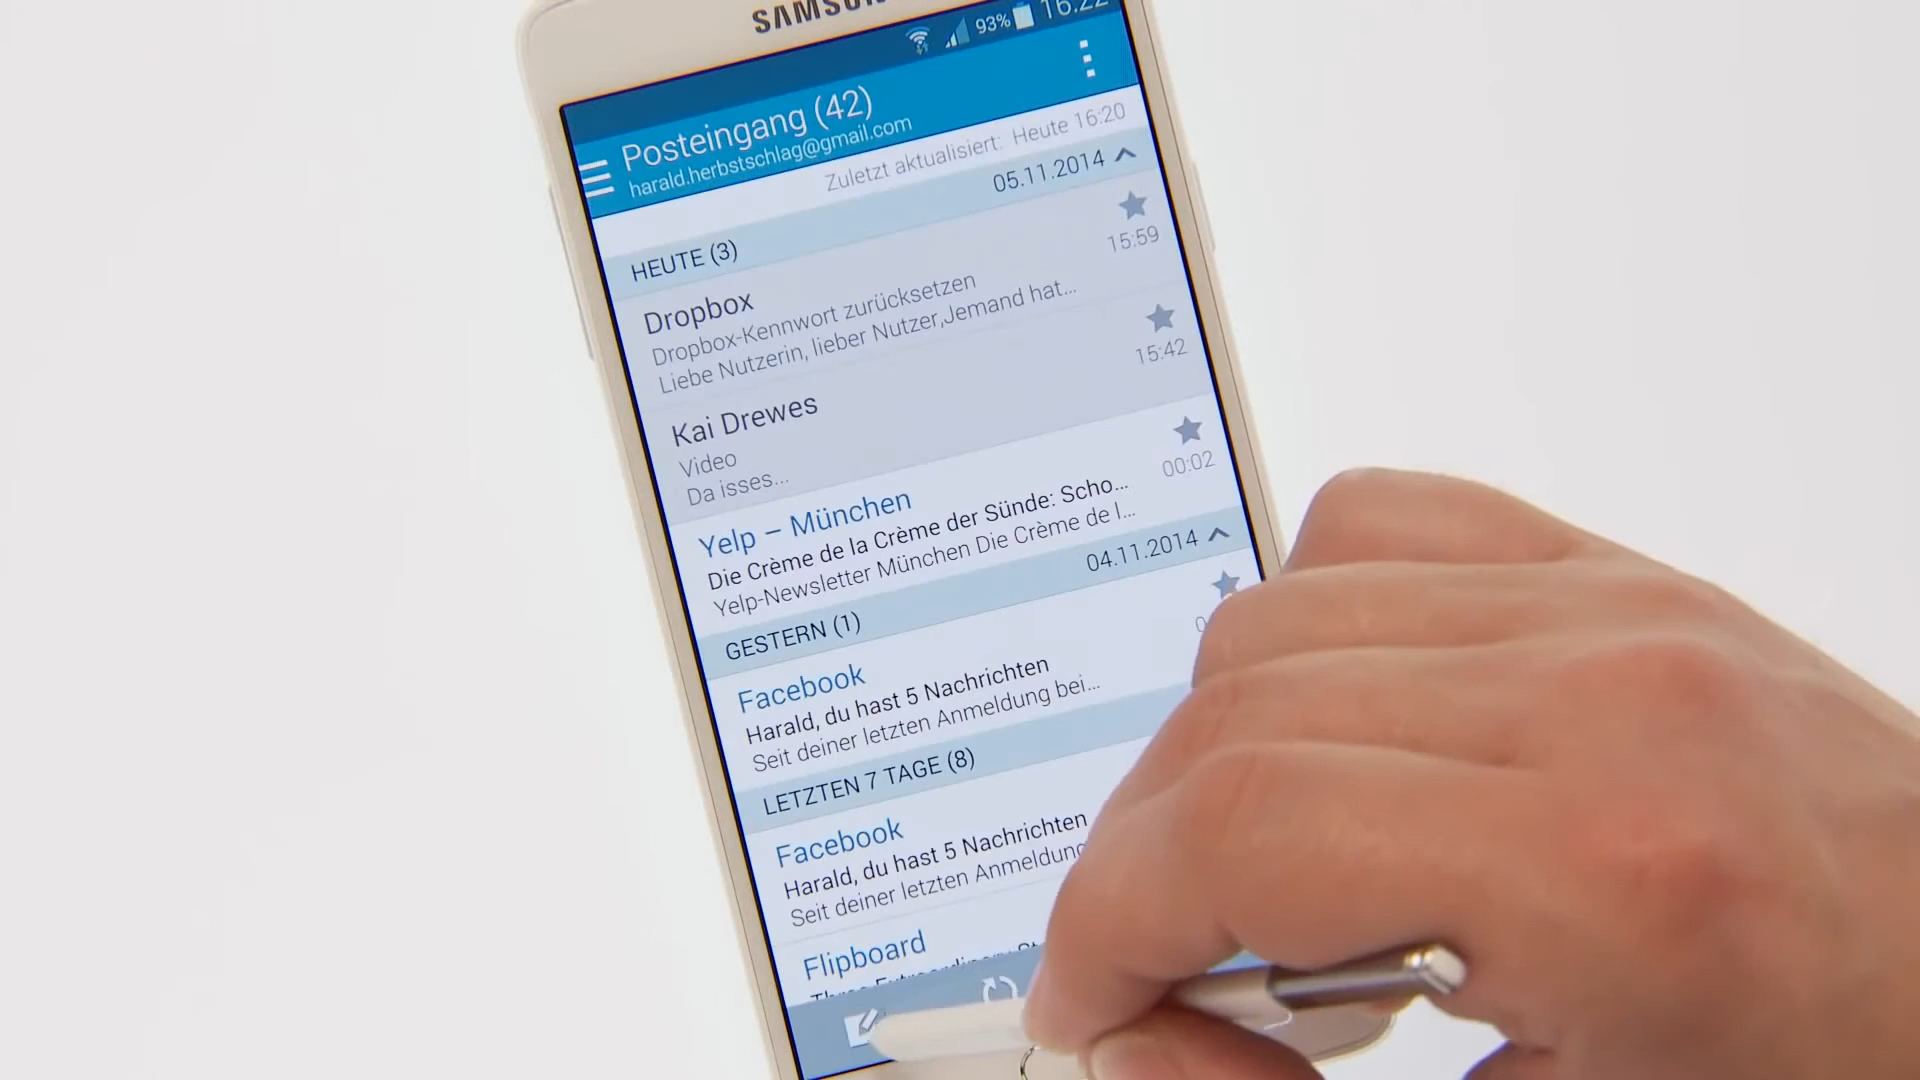 SAMSUN
93% 16:22
Posteingang (42)
harald.herbstschlag@gmail.com
Zuletzt aktualisiert: Heute 16:20
HEUTE (3) 05.11.2014
Dropbox
Dropbox-Kennwort zurücksetzen 15:59
Liebe Nutzerin, lieber Nutzer,Jemand hat...
Kai Drewes
Video 15:42
Da isses...
Yelp – München
Die Crème de la Crème der Sünde: Scho... 00:02
Yelp-Newsletter München Die Crème de l...
GESTERN (1) 04.11.2014
Facebook
Harald, du hast 5 Nachrichten
Seit deiner letzten Anmeldung bei...
LETZTEN 7 TAGE (8)
Facebook
Harald, du hast 5 Nachrichten
Seit deiner letzten Anmeldung
Flipboard